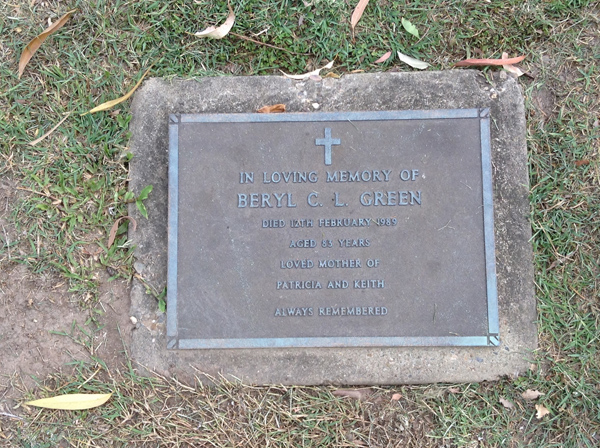 IN LOVING MEMORY OF
BERYL C. L. GREEN
DIED 12TH FEBRUARY 1989
AGED 83 YEARS
LOVED MOTHER OF
PATRICIA AND KEITH
ALWAYS REMEMBERED